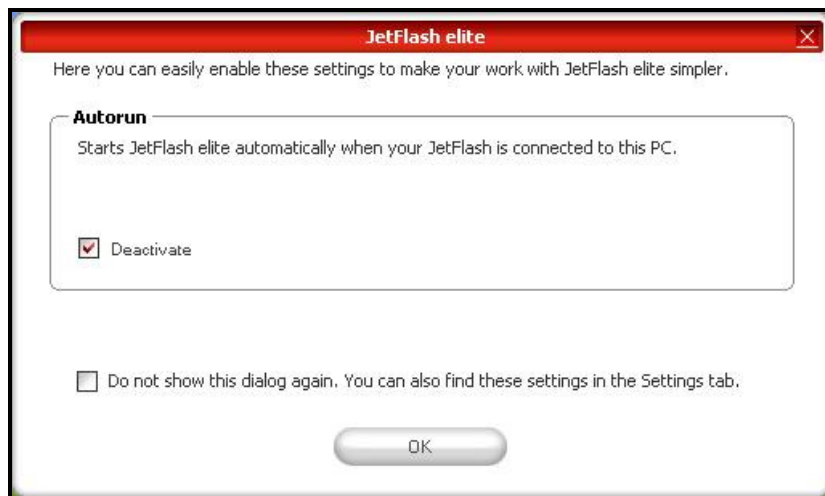 JetFlash elite
Here you can easily enable these settings to make your work with JetFlash elite simpler.
Autorun
Starts JetFlash elite automatically when your JetFlash is connected to this PC.
Deactivate
Do not show this dialog again. You can also find these settings in the Settings tab.
OK